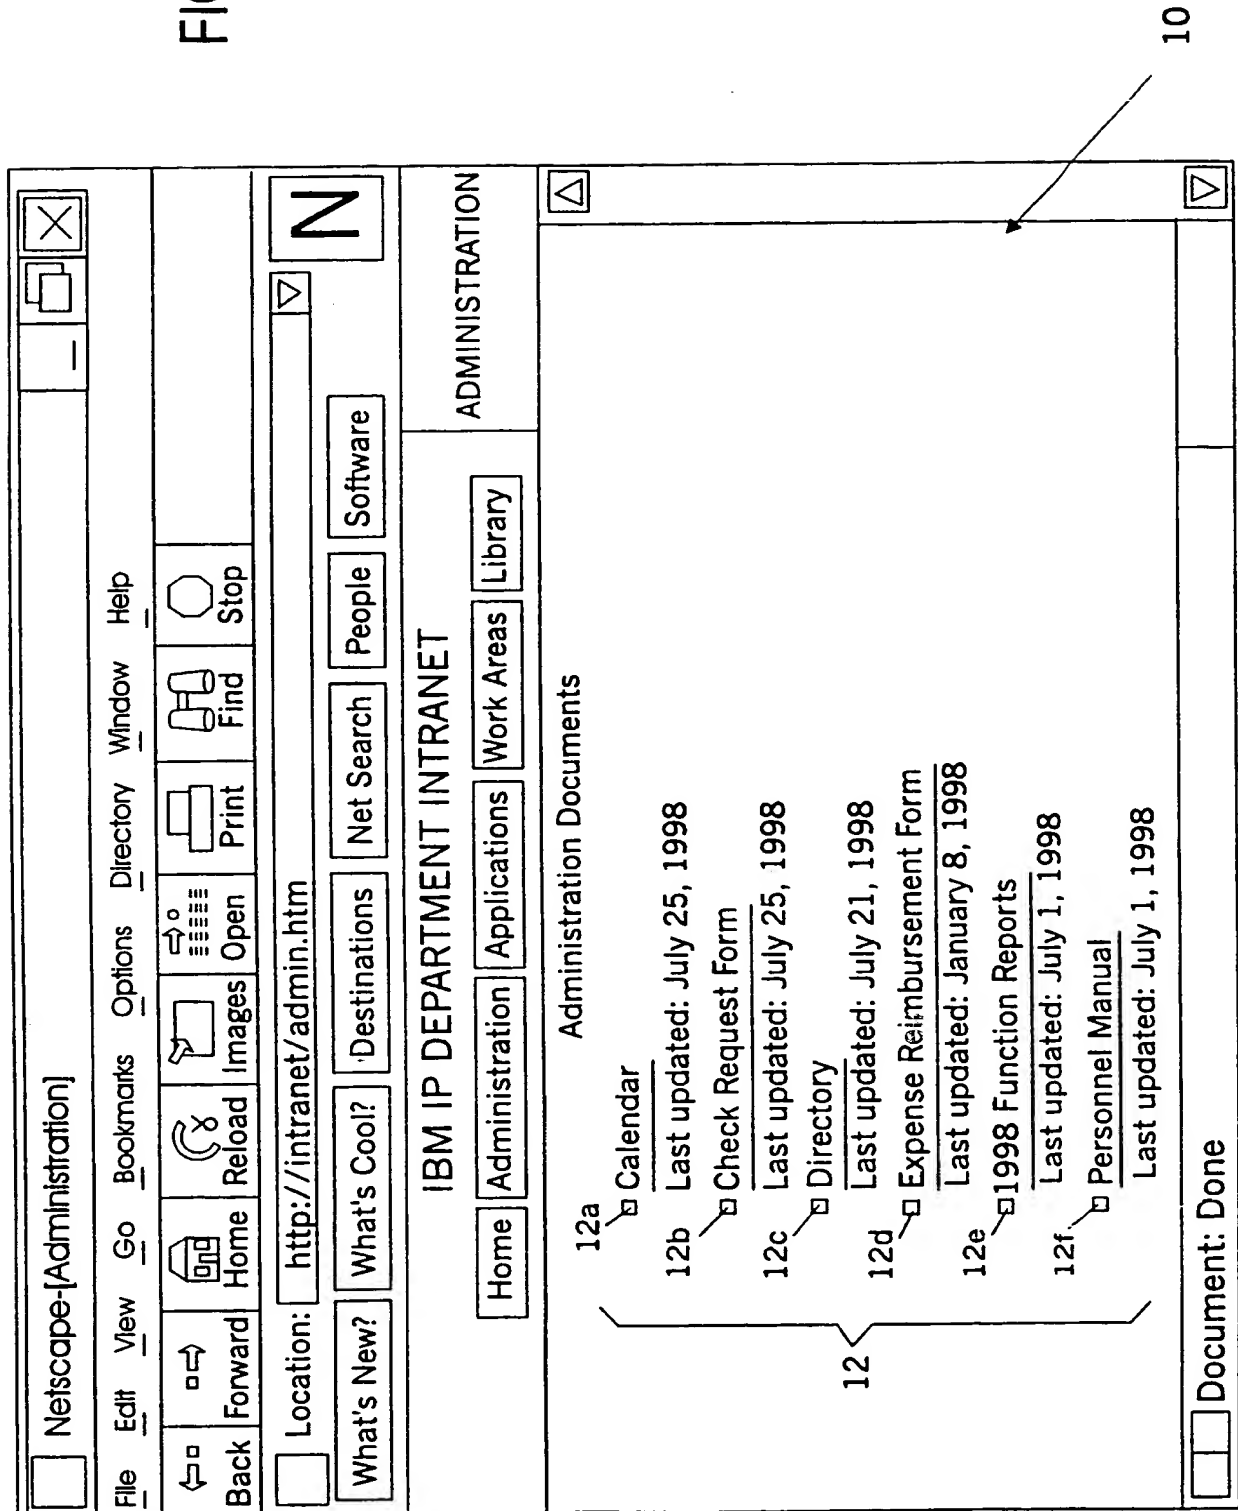 FIG
Netscape-[Administration]
File Edit View Go Bookmarks Options Directory Window Help
Back Forward Home Reload Images Open Print Find Stop
Location: http://intranet/admin.htm
N
What's New? What's Cool? Destinations Net Search People Software
IBM IP DEPARTMENT INTRANET
ADMINISTRATION
Home Administration Applications Work Areas Library
Administration Documents
12a Calendar
Last updated: July 25, 1998
12b Check Request Form
Last updated: July 25, 1998
12c Directory
Last updated: July 21, 1998
12d Expense Reimbursement Form
Last updated: January 8, 1998
12e 1998 Function Reports
Last updated: July 1, 1998
12f Personnel Manual
Last updated: July 1, 1998
12
10
Document: Done